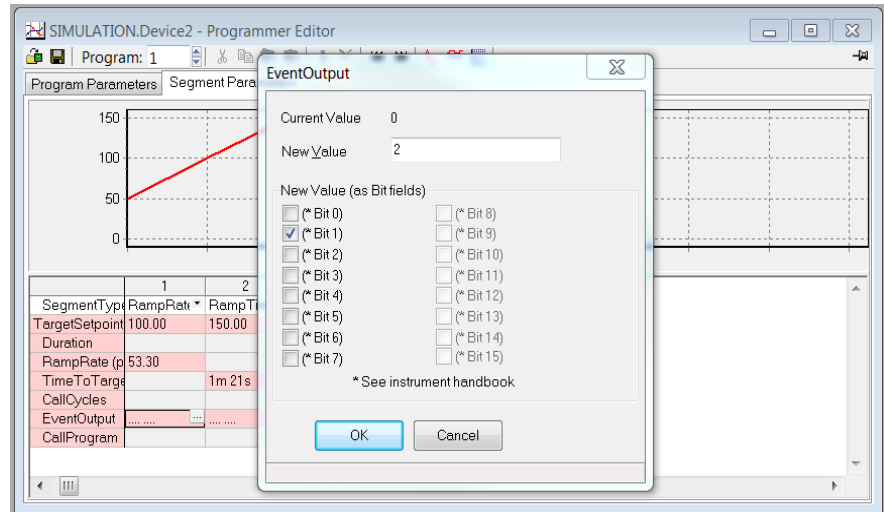 SIMULATION.Device2 - Programmer Editor
Program: 1
Program Parameters Segment Para
150
100
50
0
1 2
SegmentType RampRate RampTi
TargetSetpoint 100.00 150.00
Duration
RampRate (p 53.30
TimeToTarge 1m 21s
CallCycles
EventOutput .... .... ... .... ....
CallProgram
EventOutput
Current Value 0
New Value 2
New Value (as Bit fields)
(* Bit 0) (* Bit 8)
(* Bit 1) (* Bit 9)
(* Bit 2) (* Bit 10)
(* Bit 3) (* Bit 11)
(* Bit 4) (* Bit 12)
(* Bit 5) (* Bit 13)
(* Bit 6) (* Bit 14)
(* Bit 7) (* Bit 15)
* See instrument handbook
OK Cancel